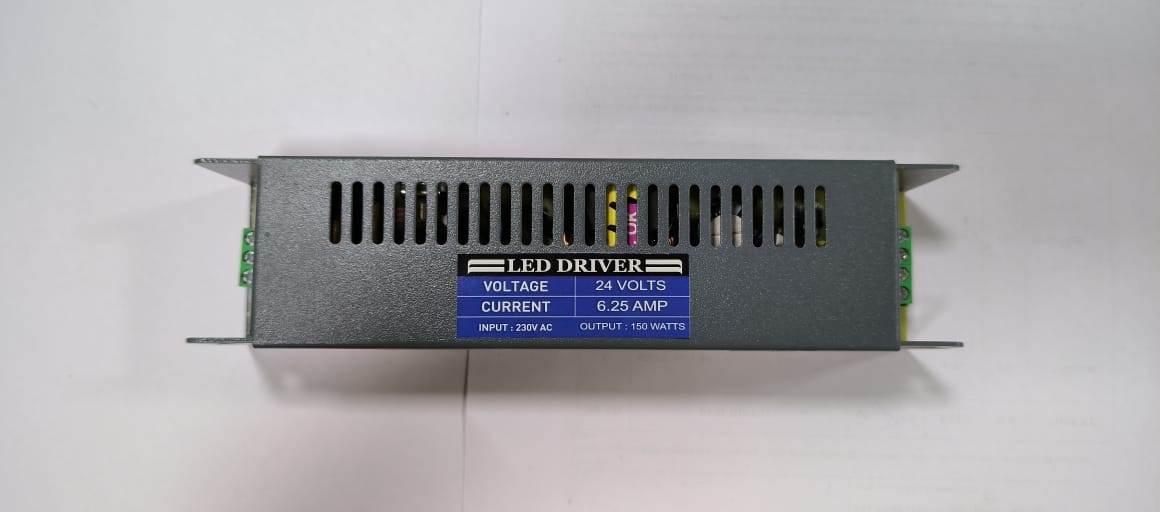 LED DRIVER
VOLTAGE 24 VOLTS
CURRENT 6.25 AMP
INPUT : 230V AC OUTPUT : 150 WATTS